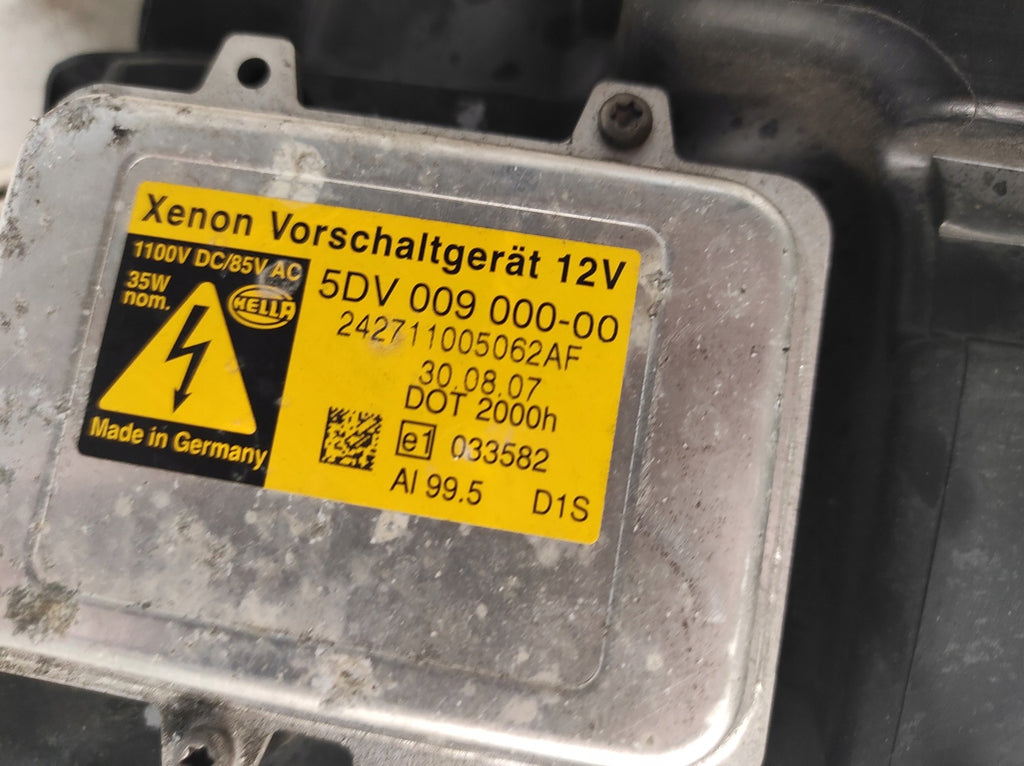 Xenon Vorschaltgerät 12V
1100V DC/85V AC
35W
nom.
HELLA
Made in Germany
5DV 009 000-00
242711005062AF
30.08.07
DOT 2000h
e1 033582
Al 99.5 D1S